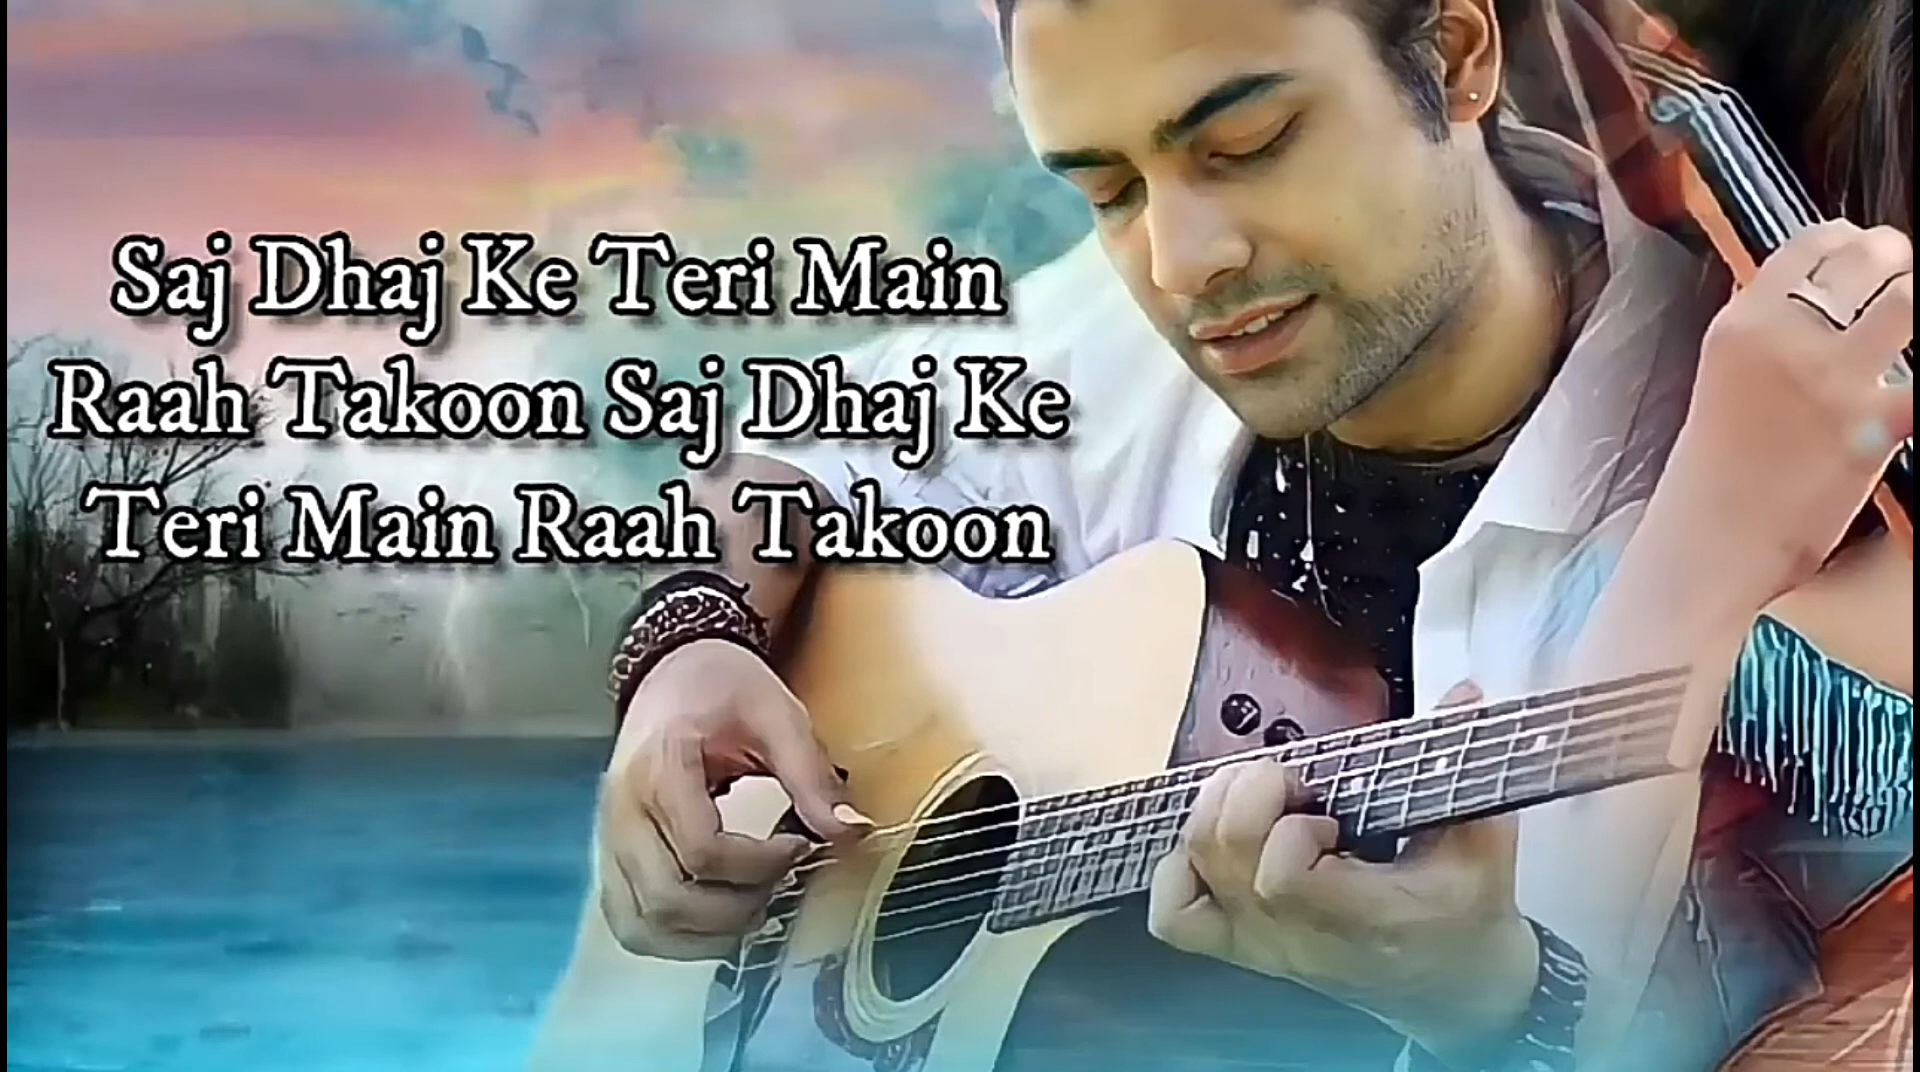 Saj Dhaj Ke Teri Main
Raah Takoon Saj Dhaj Ke
Teri Main Raah Takoon